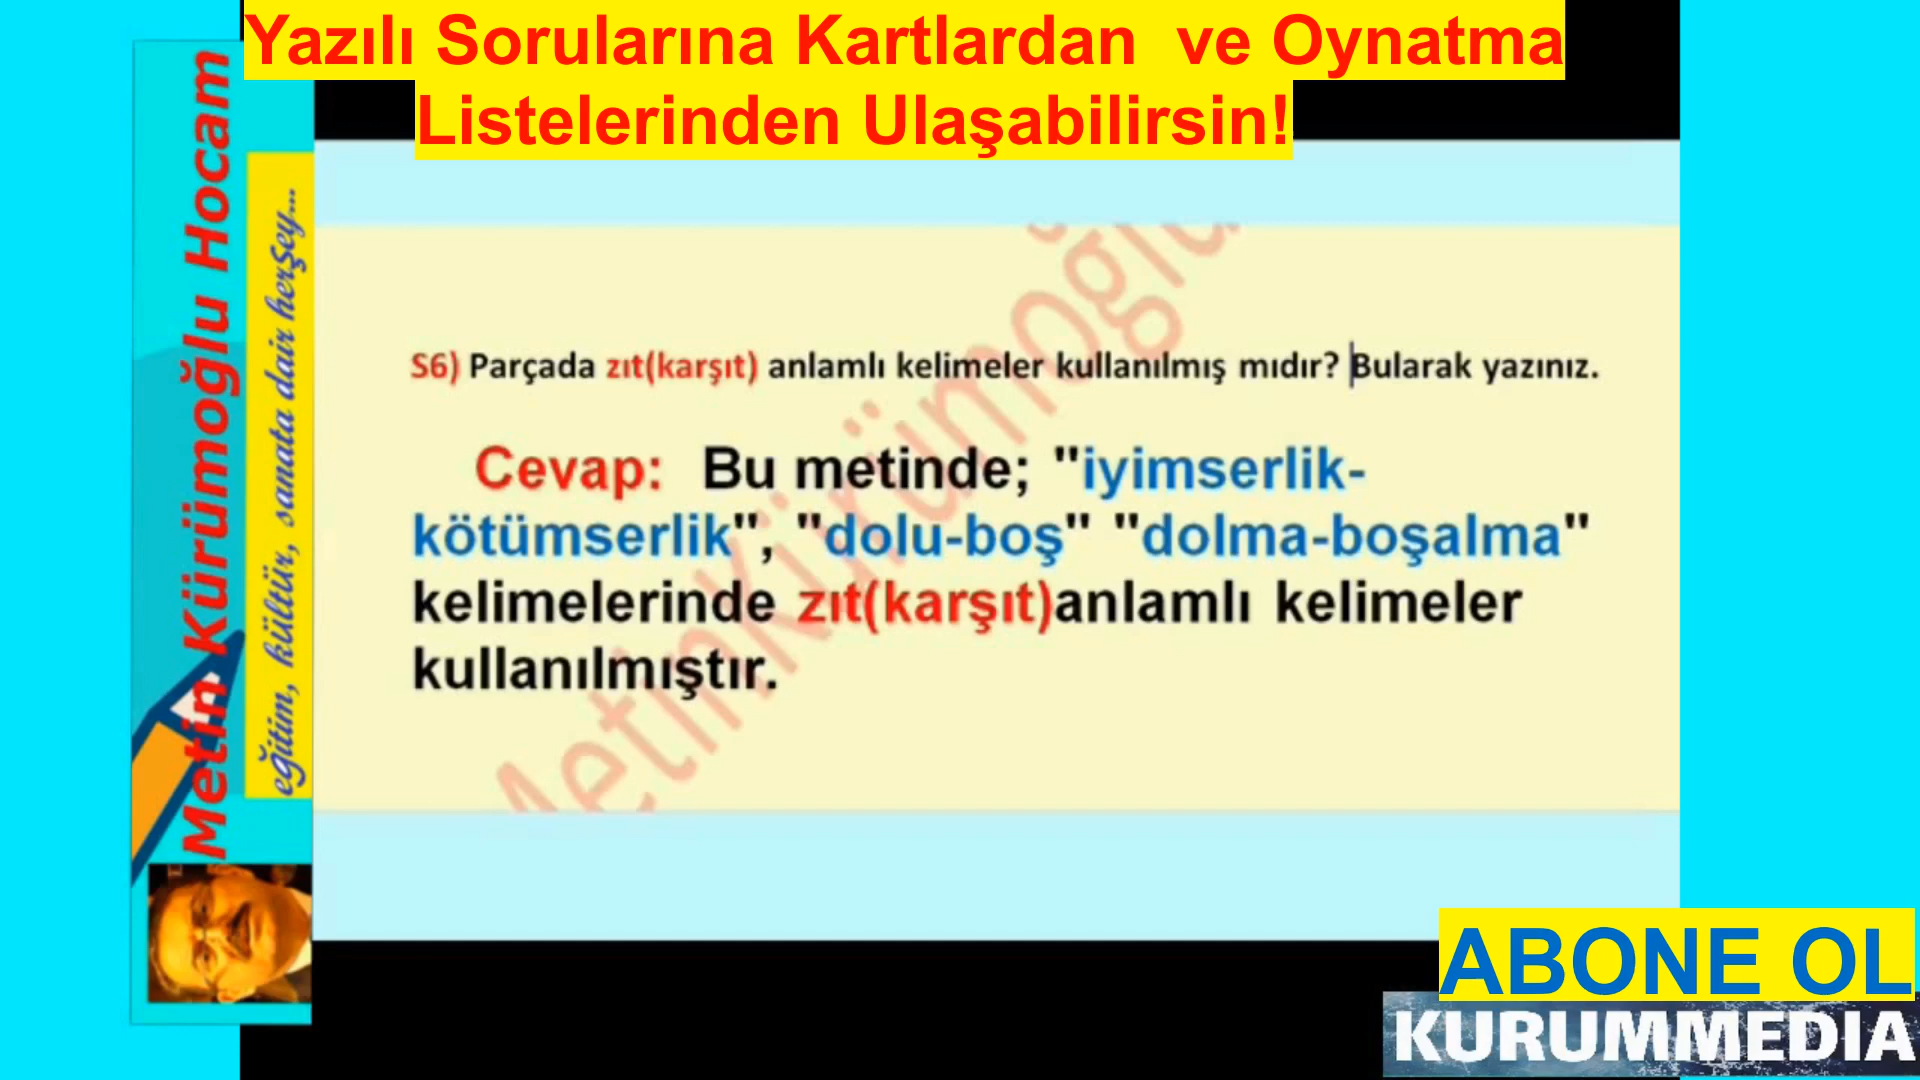 Yazılı Sorularına Kartlardan ve Oynatma
Listelerinden Ulaşabilirsin!
Metin Kürümoğlu Hocam
eğitim, kültür, sanata dair herşey...
S6) Parçada zıt(karşıt) anlamlı kelimeler kullanılmış mıdır? Bularak yazınız.
Cevap: Bu metinde; "iyimserlik-
kötümserlik", "dolu-boş" "dolma-boşalma"
kelimelerinde zıt(karşıt)anlamlı kelimeler
kullanılmıştır.
MetinKürümoğlu
ABONE OL
KURUMMEDIA